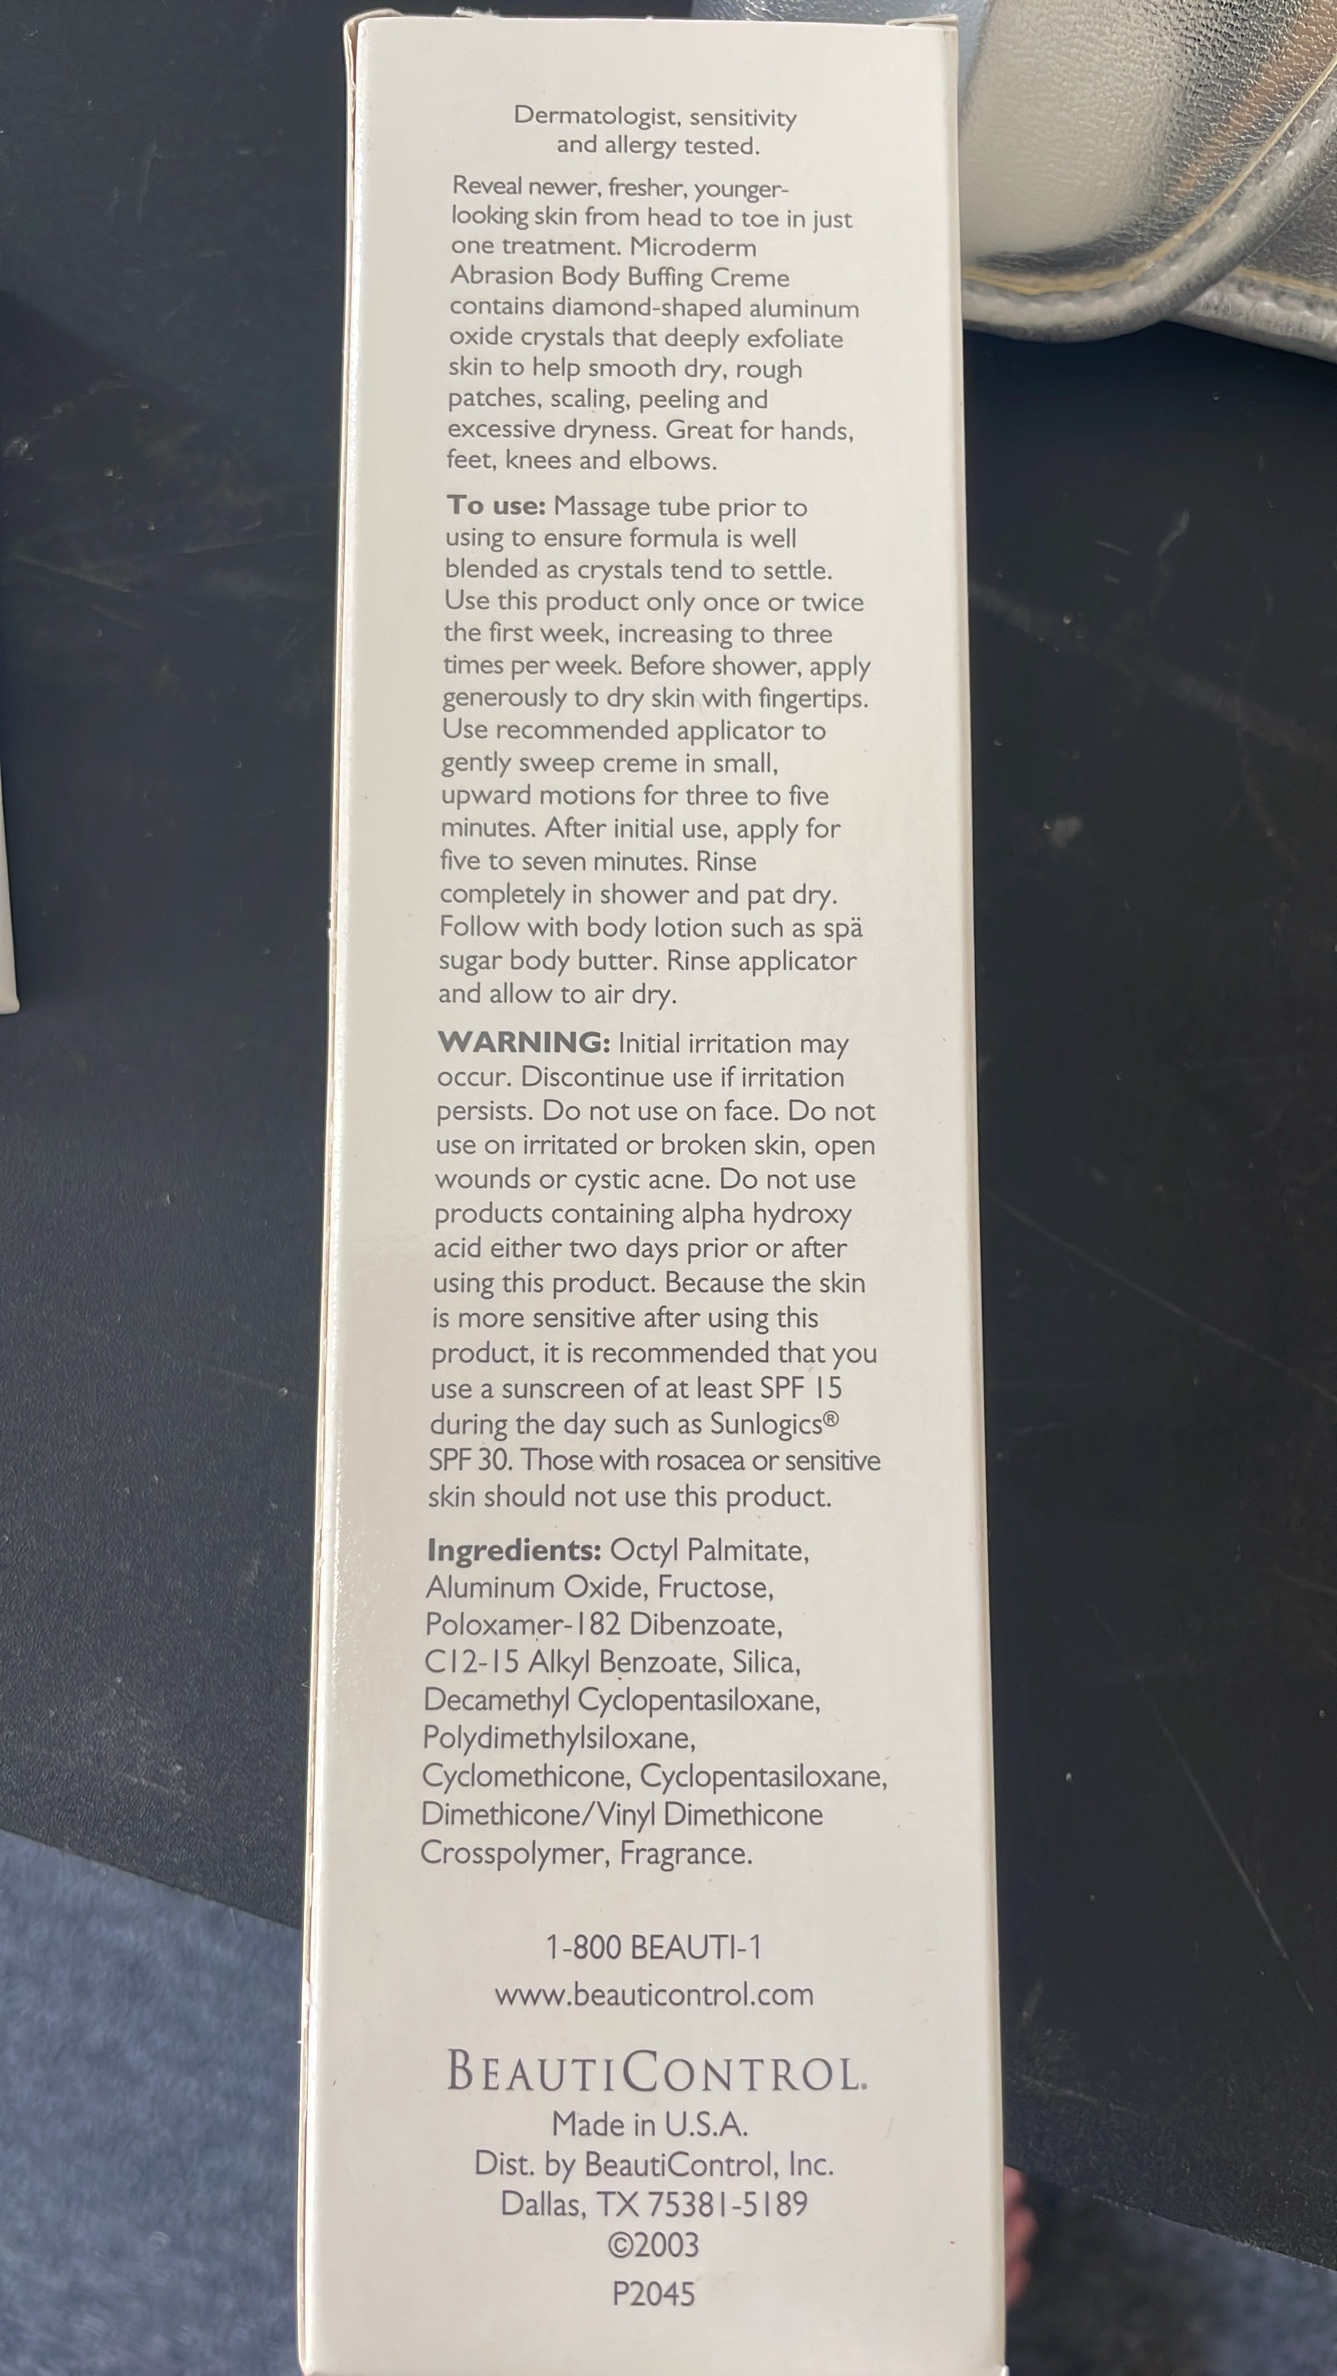 Dermatologist, sensitivity
and allergy tested.
Reveal newer, fresher, younger-
looking skin from head to toe in just
one treatment. Microderm
Abrasion Body Buffing Creme
contains diamond-shaped aluminum
oxide crystals that deeply exfoliate
skin to help smooth dry, rough
patches, scaling, peeling and
excessive dryness. Great for hands,
feet, knees and elbows.
To use: Massage tube prior to
using to ensure formula is well
blended as crystals tend to settle.
Use this product only once or twice
the first week, increasing to three
times per week. Before shower, apply
generously to dry skin with fingertips.
Use recommended applicator to
gently sweep creme in small,
upward motions for three to five
minutes. After initial use, apply for
five to seven minutes. Rinse
completely in shower and pat dry.
Follow with body lotion such as spä
sugar body butter. Rinse applicator
and allow to air dry.
WARNING: Initial irritation may
occur. Discontinue use if irritation
persists. Do not use on face. Do not
use on irritated or broken skin, open
wounds or cystic acne. Do not use
products containing alpha hydroxy
acid either two days prior or after
using this product. Because the skin
is more sensitive after using this
product, it is recommended that you
use a sunscreen of at least SPF 15
during the day such as Sunlogics®
SPF 30. Those with rosacea or sensitive
skin should not use this product.
Ingredients: Octyl Palmitate,
Aluminum Oxide, Fructose,
Poloxamer-182 Dibenzoate,
C12-15 Alkyl Benzoate, Silica,
Decamethyl Cyclopentasiloxane,
Polydimethylsiloxane,
Cyclomethicone, Cyclopentasiloxane,
Dimethicone/Vinyl Dimethicone
Crosspolymer, Fragrance.
1-800 BEAUTI-1
www.beauticontrol.com
BEAUTICONTROL.
Made in U.S.A.
Dist. by BeautiControl, Inc.
Dallas, TX 75381-5189
©2003
P2045